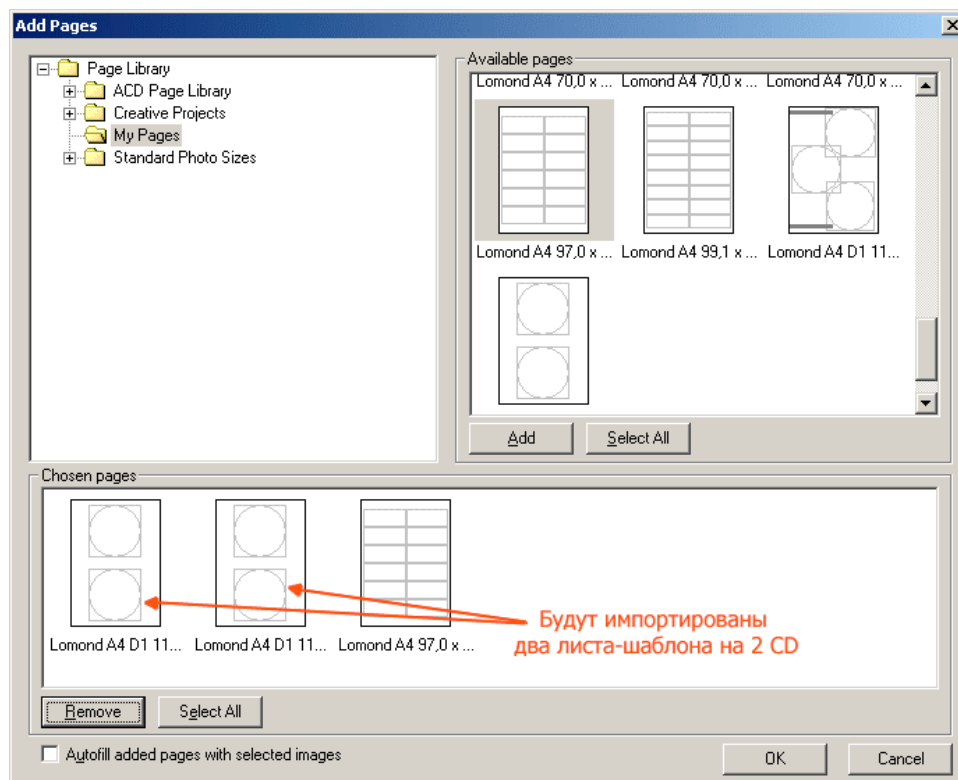 Add Pages
Page Library
ACD Page Library
Creative Projects
My Pages
Standard Photo Sizes
Available pages
Lomond A4 70,0 x ... Lomond A4 70,0 x ... Lomond A4 70,0 x ...
Lomond A4 97,0 x ... Lomond A4 99,1 x ... Lomond A4 D1 11...
Add Select All
Chosen pages
Lomond A4 D1 11... Lomond A4 D1 11... Lomond A4 97,0 x ...
Будут импортированы
два листа-шаблона на 2 CD
Remove Select All
Autofill added pages with selected images
OK Cancel